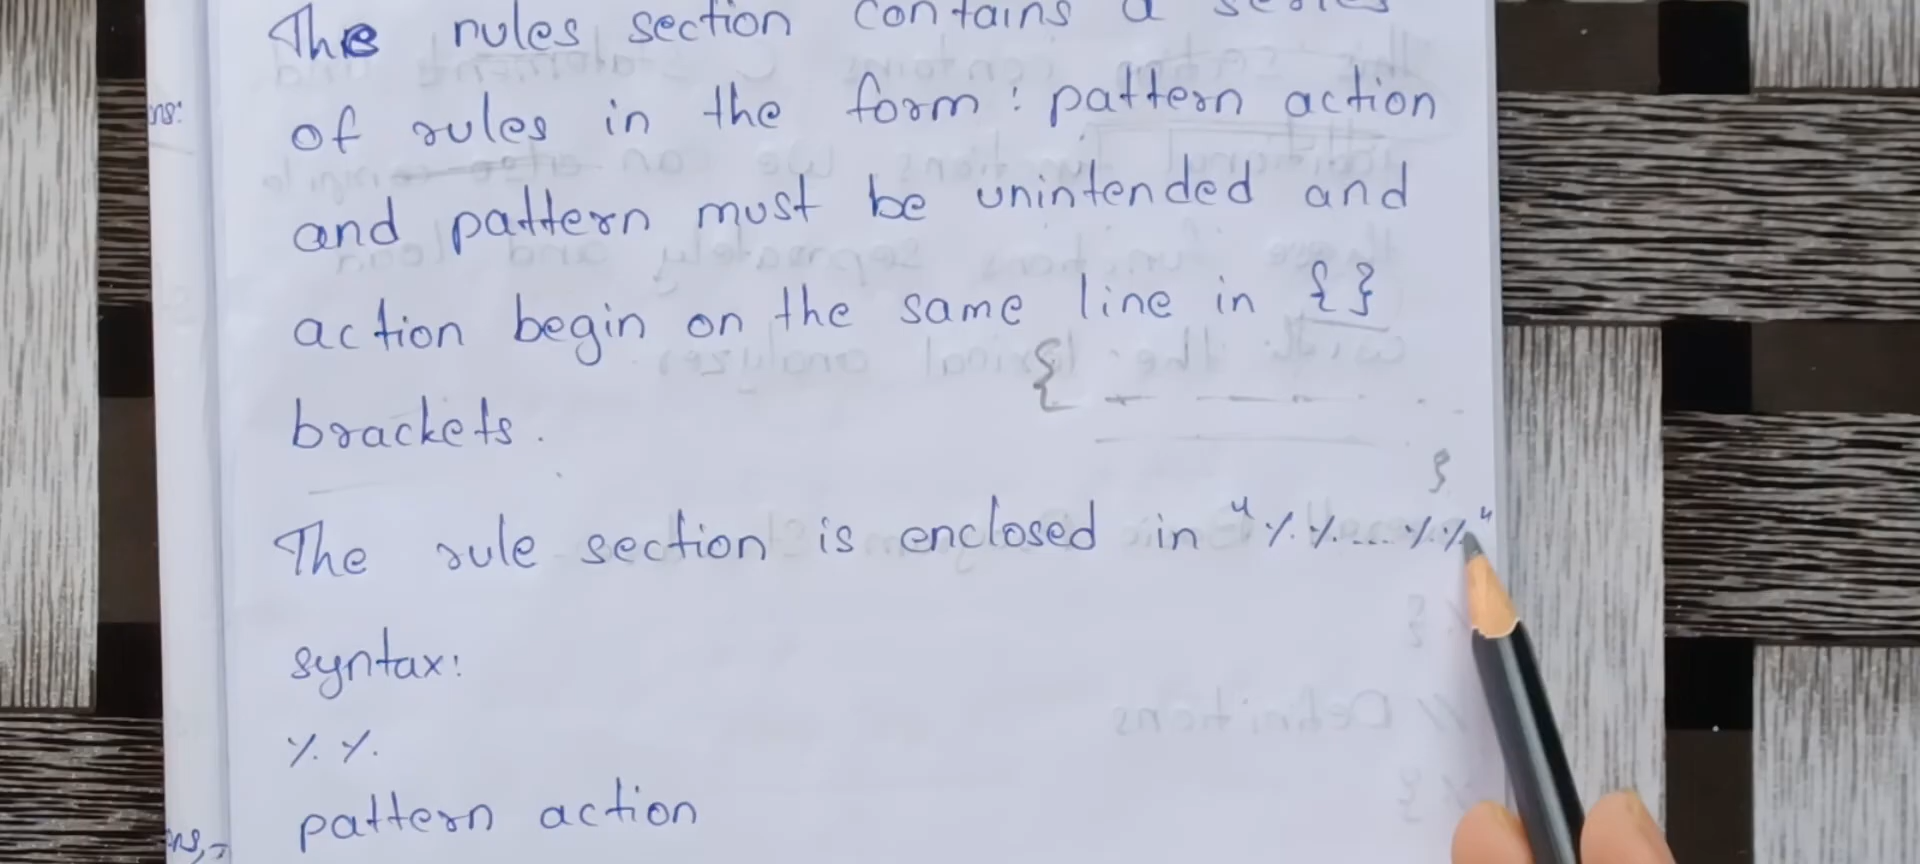 The rules section contains a series
of rules in the form: pattern action
and pattern must be unintended and
action begin on the same line in {}
brackets.
{
}
The rule section is enclosed in "%%...%%"
syntax:
%%
pattern action